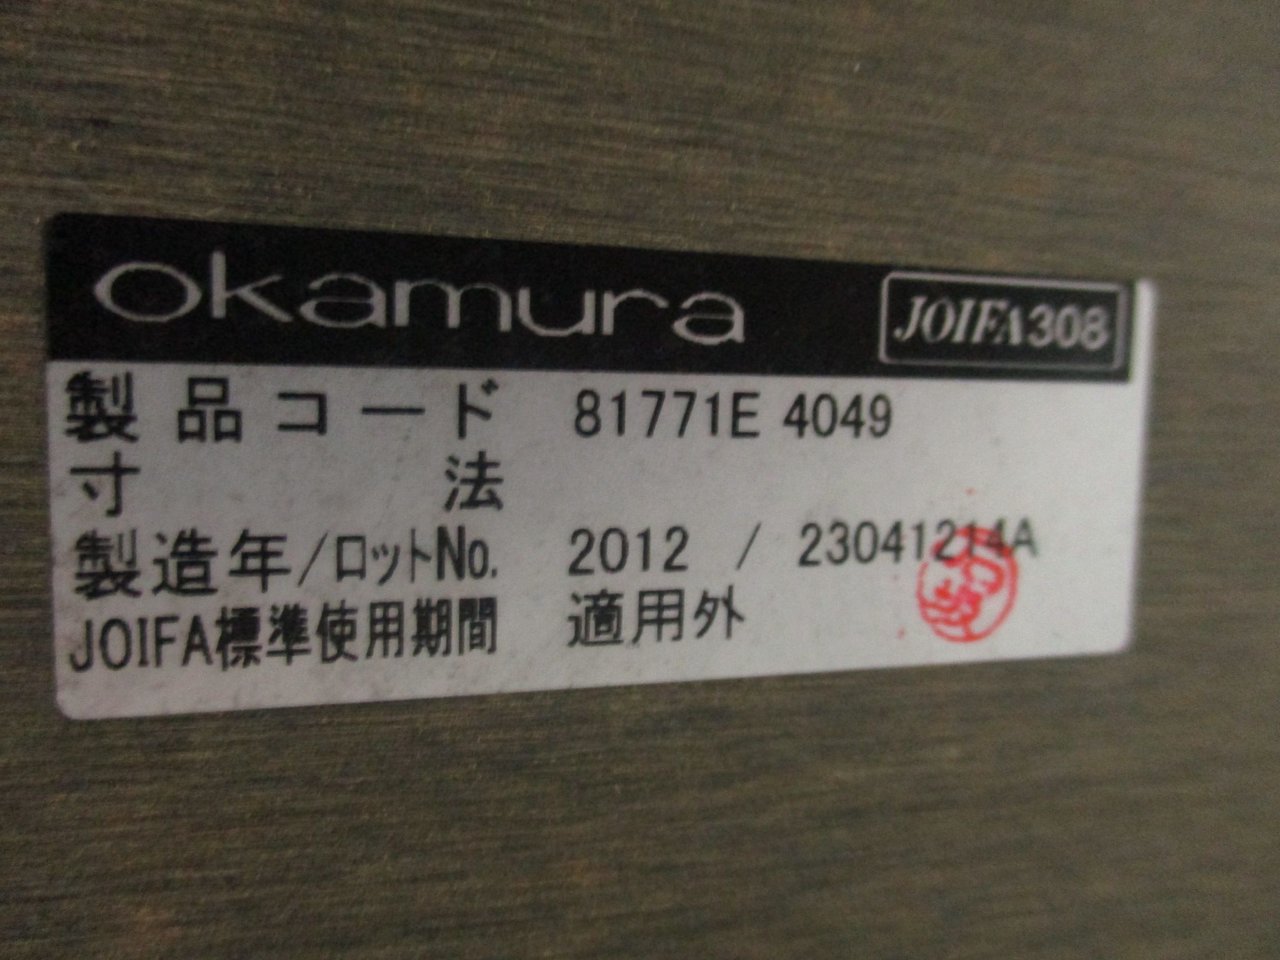 okamura
JOIFA308
製品コード 81771E 4049
寸法
製造年/ロットNo. 2012 / 23041214A
JOIFA標準使用期間 適用外